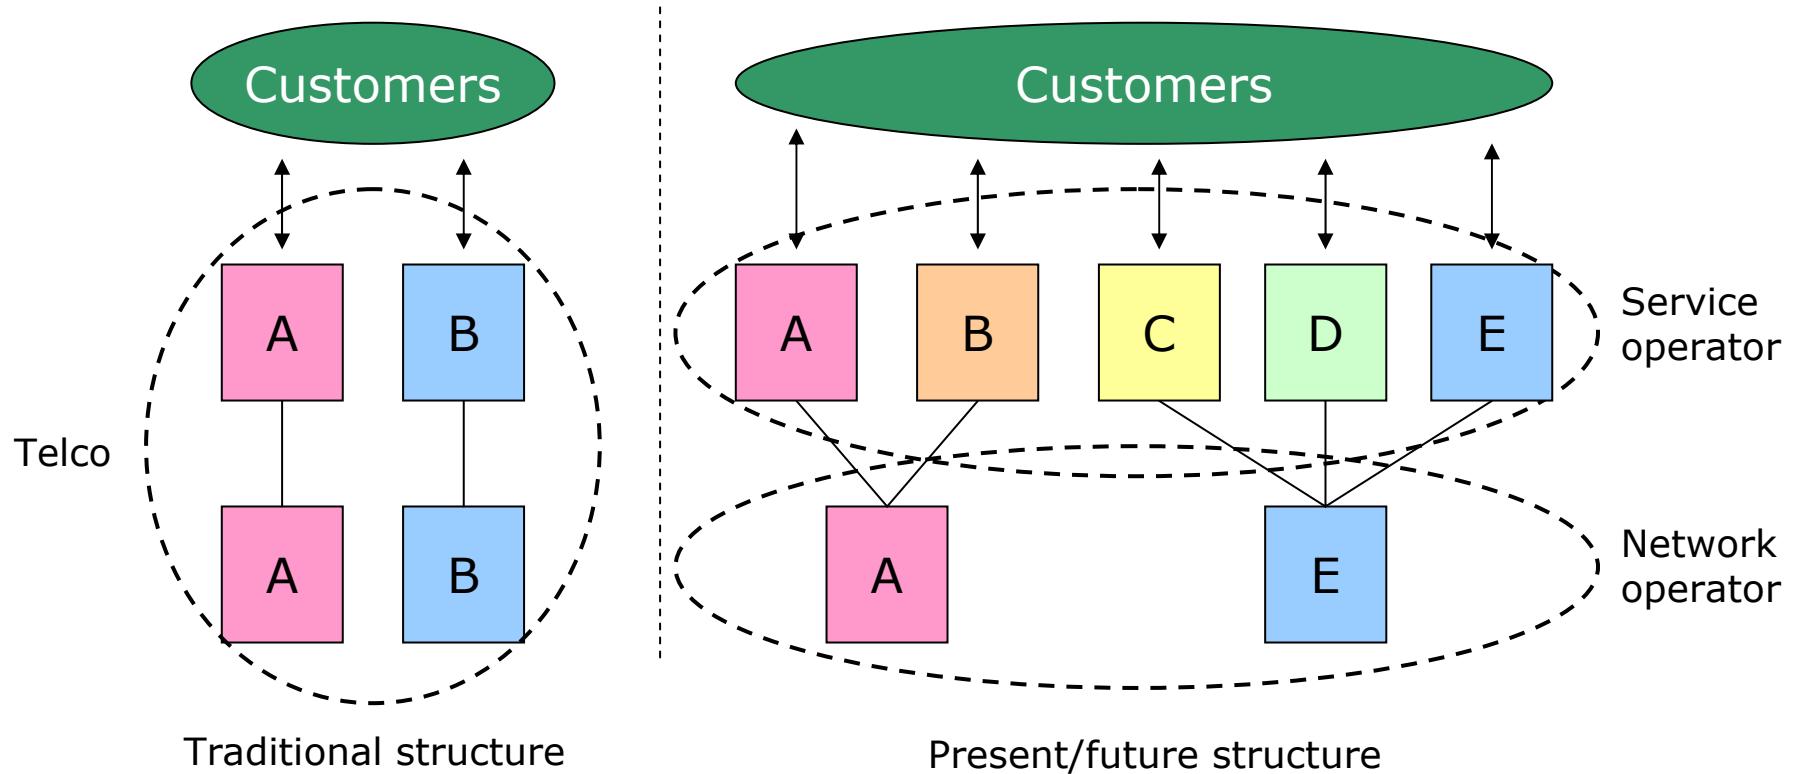 Customers
A
B
Telco
A
B
Traditional structure
Customers
A
B
C
D
E
Service
operator
A
E
Network
operator
Present/future structure